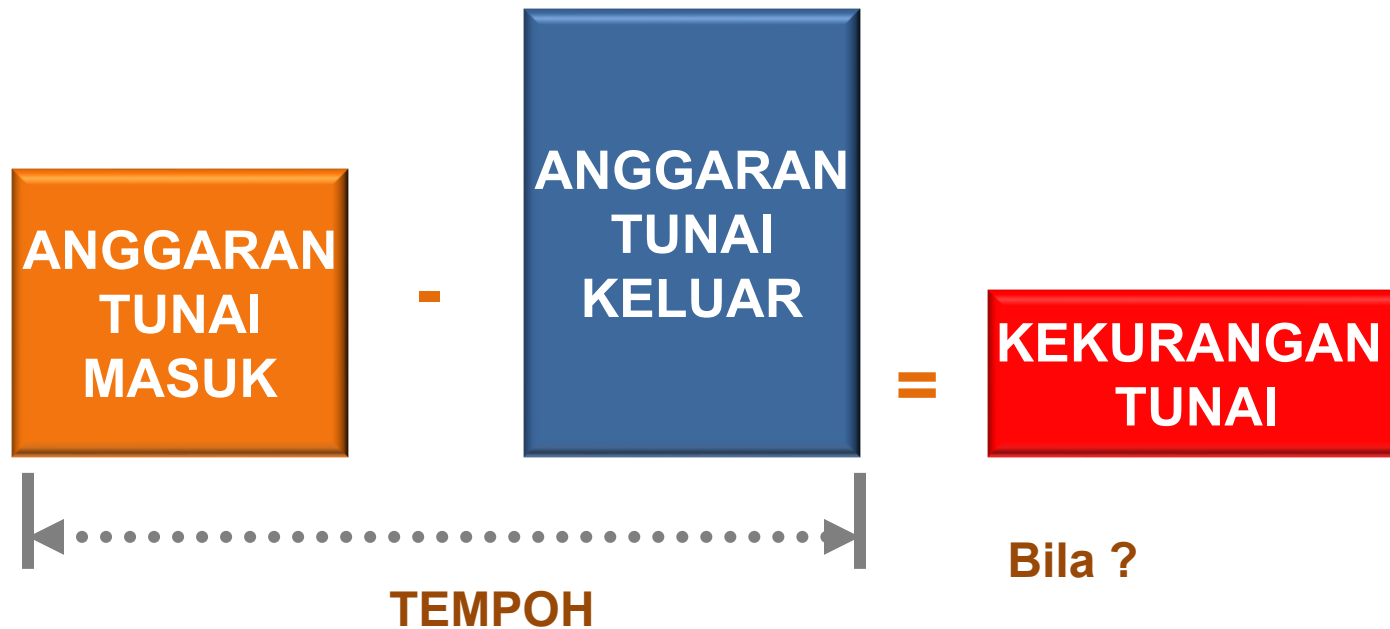 ANGGARAN
TUNAI
MASUK
-
ANGGARAN
TUNAI
KELUAR
=
KEKURANGAN
TUNAI
TEMPOH
Bila ?